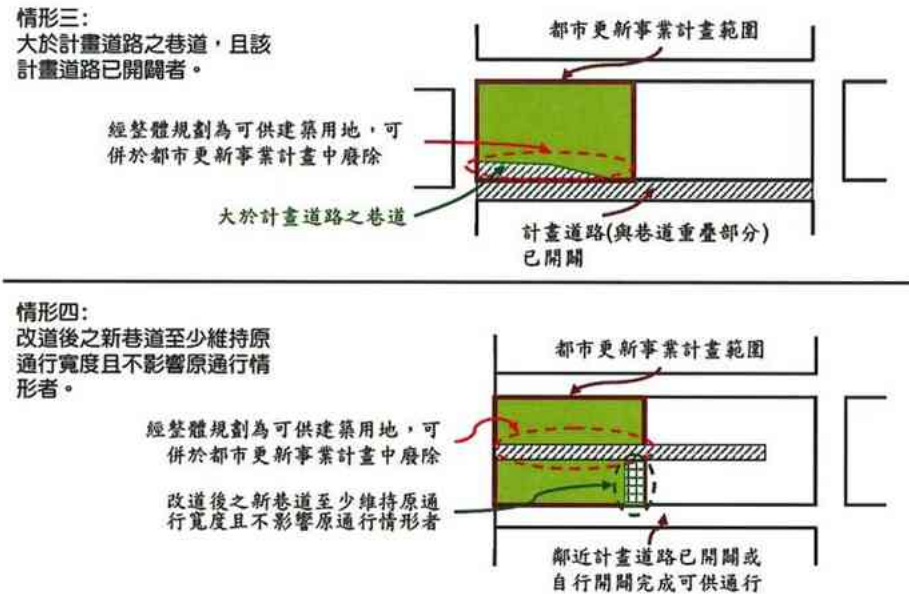 情形三:
大於計畫道路之巷道，且該
計畫道路已開闢者。
都市更新事業計畫範圍
經整體規劃為可供建築用地，可
併於都市更新事業計畫中廢除
大於計畫道路之巷道
計畫道路(與巷道重疊部分)
已開闢
情形四:
改道後之新巷道至少維持原
通行寬度且不影響原通行情
形者。
都市更新事業計畫範圍
經整體規劃為可供建築用地，可
併於都市更新事業計畫中廢除
改道後之新巷道至少維持原通
行寬度且不影響原通行情形者
鄰近計畫道路已開闢或
自行開闢完成可供通行